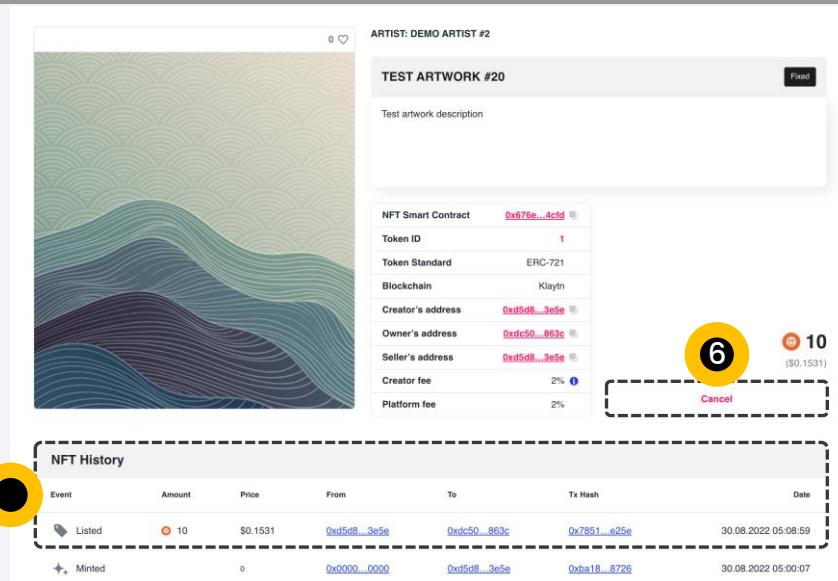 0
ARTIST: DEMO ARTIST #2
TEST ARTWORK #20
Fixed
Test artwork description
NFT Smart Contract 0x676e...4cfd
Token ID 1
Token Standard ERC-721
Blockchain Klaytn
Creator's address 0xd5d8...3e5e
Owner's address 0xdc50...863c
Seller's address 0xd5d8...3e5e
Creator fee 2%
Platform fee 2%
10
($0.1531)
6
Cancel
NFT History
Event Amount Price From To Tx Hash Date
Listed 10 $0.1531 0xd5d8...3e5e 0xdc50...863c 0x7851...e25e 30.08.2022 05:08:59
Minted 0 0x0000...0000 0xd5d8...3e5e 0xba18...8726 30.08.2022 05:00:07